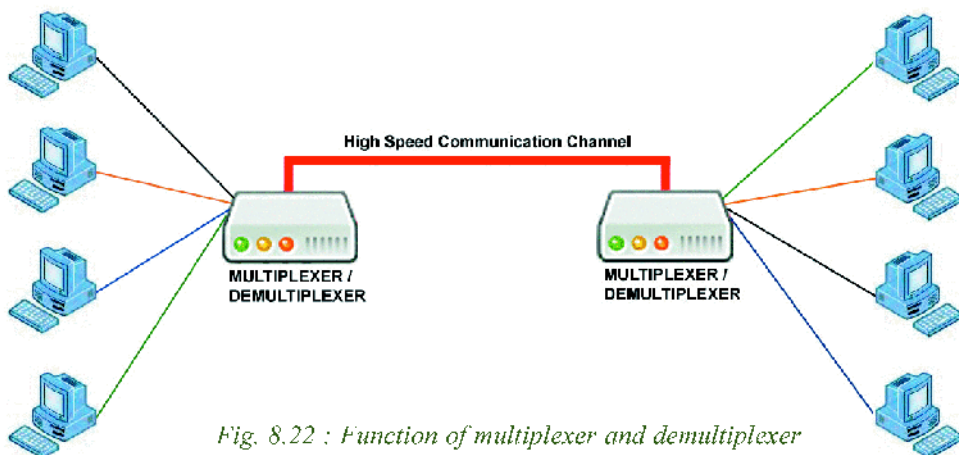 High Speed Communication Channel
MULTIPLEXER /
DEMULTIPLEXER
MULTIPLEXER /
DEMULTIPLEXER
Fig. 8.22 : Function of multiplexer and demultiplexer